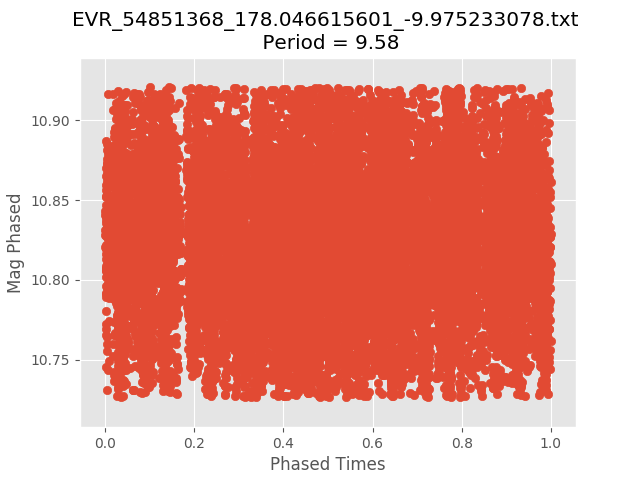 EVR_54851368_178.046615601_-9.975233078.txt
Period = 9.58
Mag Phased
10.90
10.85
10.80
10.75
0.0 0.2 0.4 0.6 0.8 1.0
Phased Times